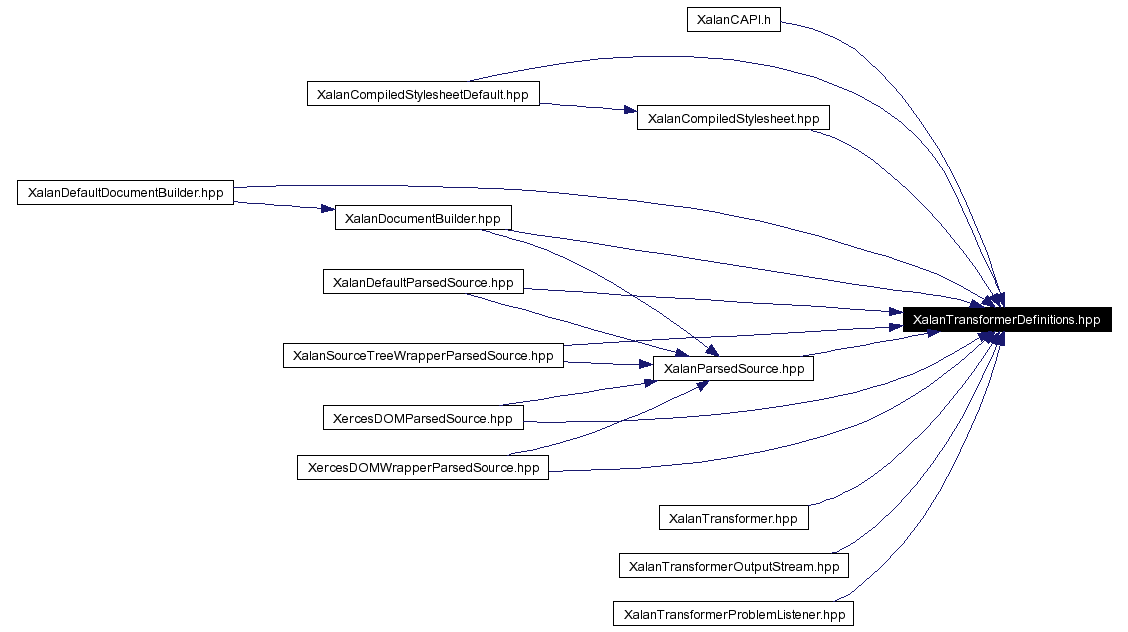 XalanCAPI.h
XalanCompiledStylesheetDefault.hpp
XalanCompiledStylesheet.hpp
XalanDefaultDocumentBuilder.hpp
XalanDocumentBuilder.hpp
XalanDefaultParsedSource.hpp
XalanTransformerDefinitions.hpp
XalanSourceTreeWrapperParsedSource.hpp
XalanParsedSource.hpp
XercesDOMParsedSource.hpp
XercesDOMWrapperParsedSource.hpp
XalanTransformer.hpp
XalanTransformerOutputStream.hpp
XalanTransformerProblemListener.hpp